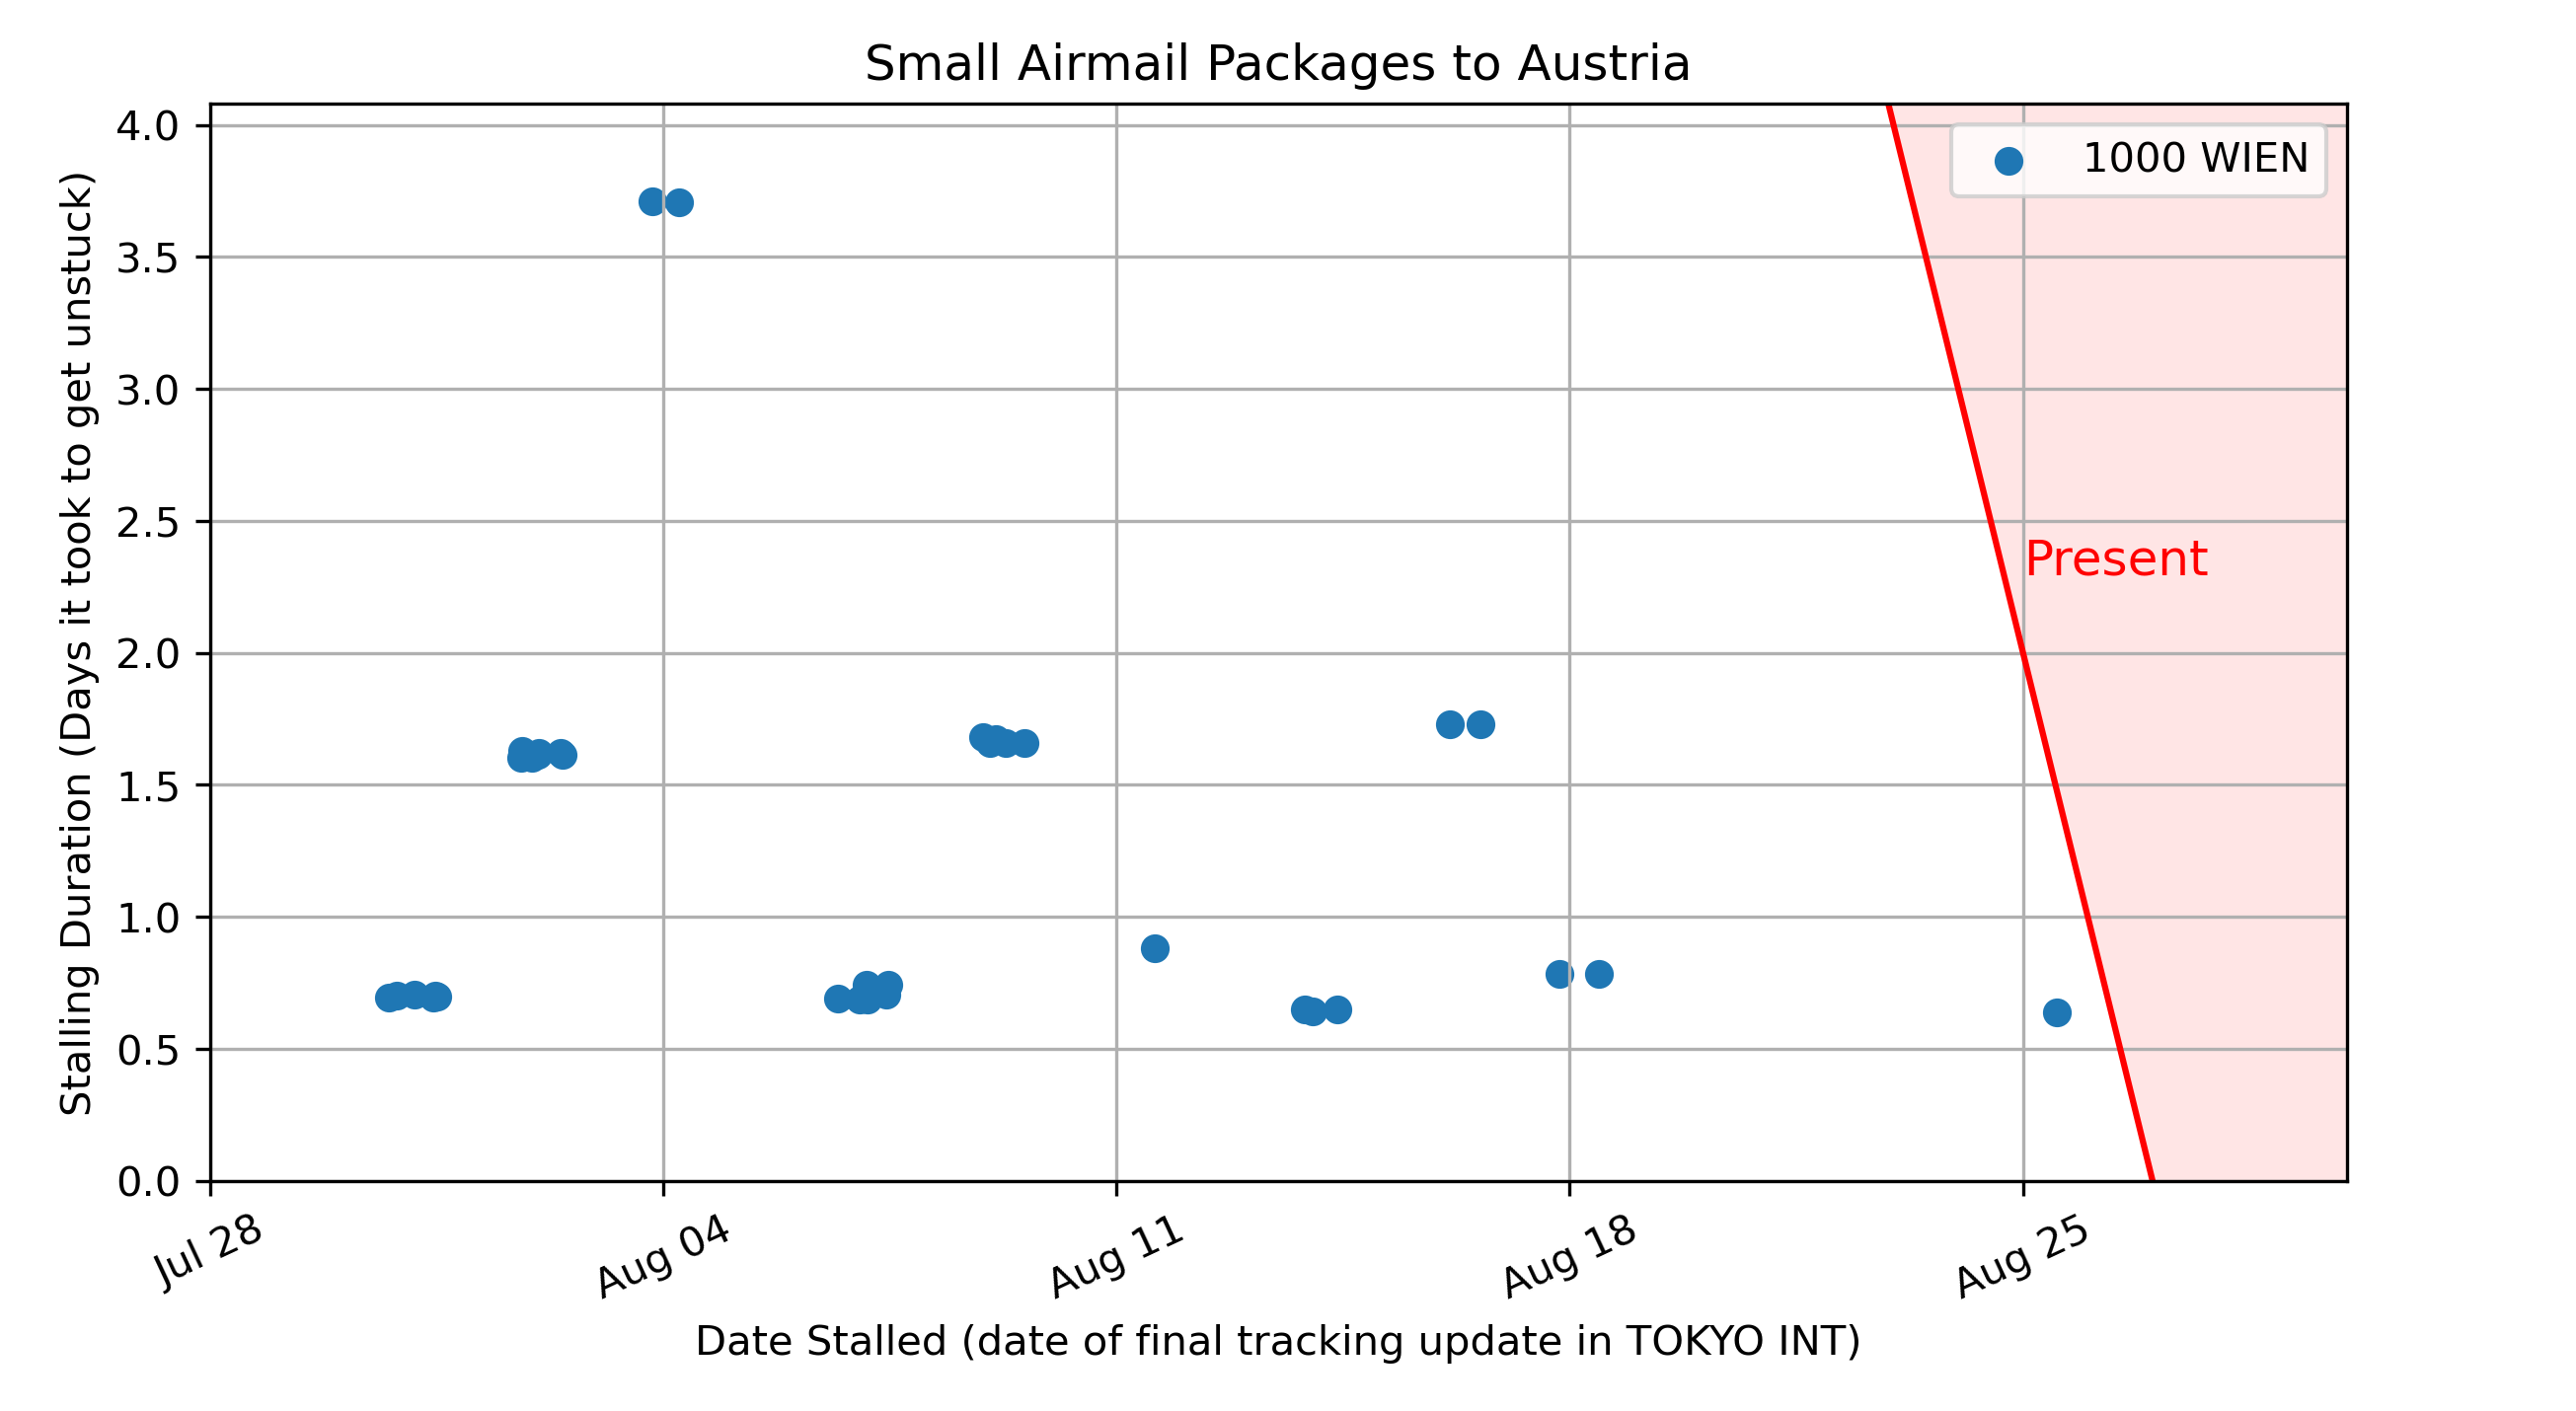 Small Airmail Packages to Austria
Stalling Duration (Days it took to get unstuck)
4.0
3.5
3.0
2.5
2.0
1.5
1.0
0.5
0.0
1000 WIEN
Present
Jul 28
Aug 04
Aug 11
Aug 18
Aug 25
Date Stalled (date of final tracking update in TOKYO INT)